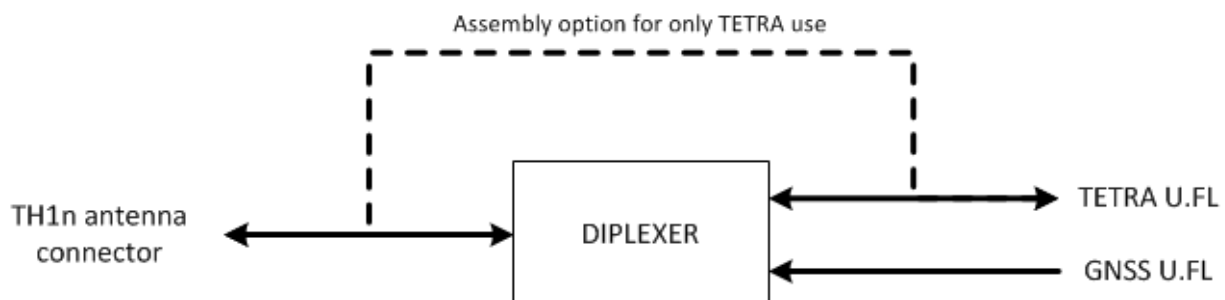 Assembly option for only TETRA use
TH1n antenna
connector
DIPLEXER
TETRA U.FL
GNSS U.FL